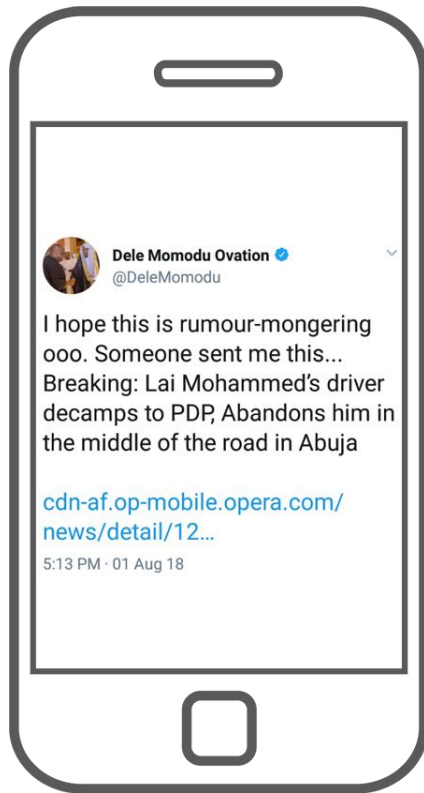 Dele Momodu Ovation
@DeleMomodu
I hope this is rumour-mongering
ooo. Someone sent me this...
Breaking: Lai Mohammed's driver
decamps to PDP, Abandons him in
the middle of the road in Abuja
cdn-af.op-mobile.opera.com/
news/detail/12...
5:13 PM · 01 Aug 18